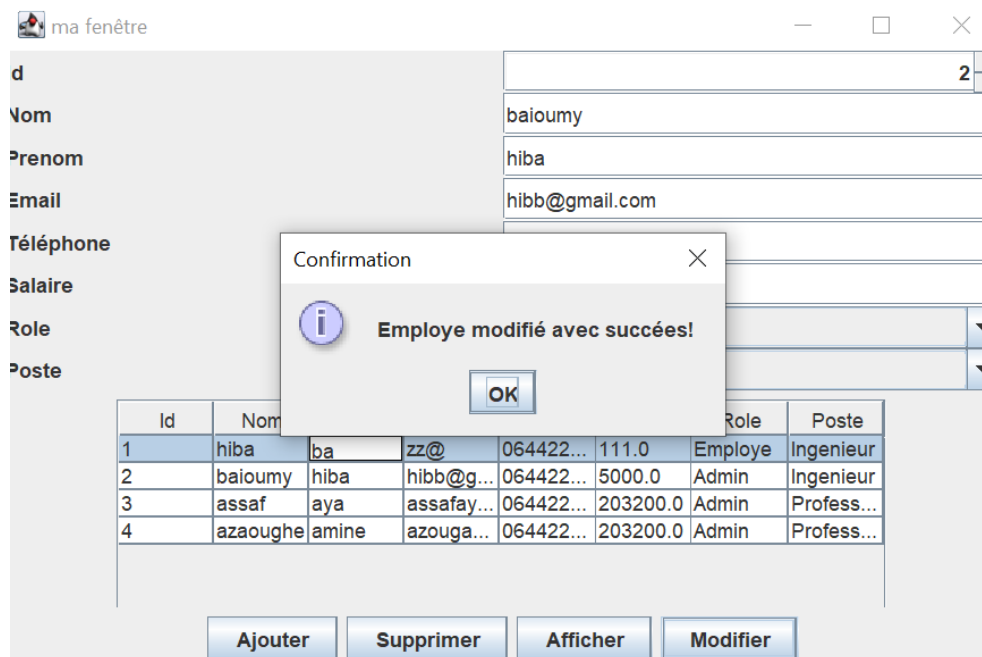 ma fenêtre
Id 2
Nom baioumy
Prenom hiba
Email hibb@gmail.com
Téléphone
Confirmation
Salaire
Role
Employe modifié avec succées!
Poste
OK
Id Nom Role Poste
1 hiba ba zz@ 064422... 111.0 Employe Ingenieur
2 baioumy hiba hibb@g... 064422... 5000.0 Admin Ingenieur
3 assaf aya assafay... 064422... 203200.0 Admin Profess...
4 azaoughe amine azouga... 064422... 203200.0 Admin Profess...
Ajouter Supprimer Afficher Modifier